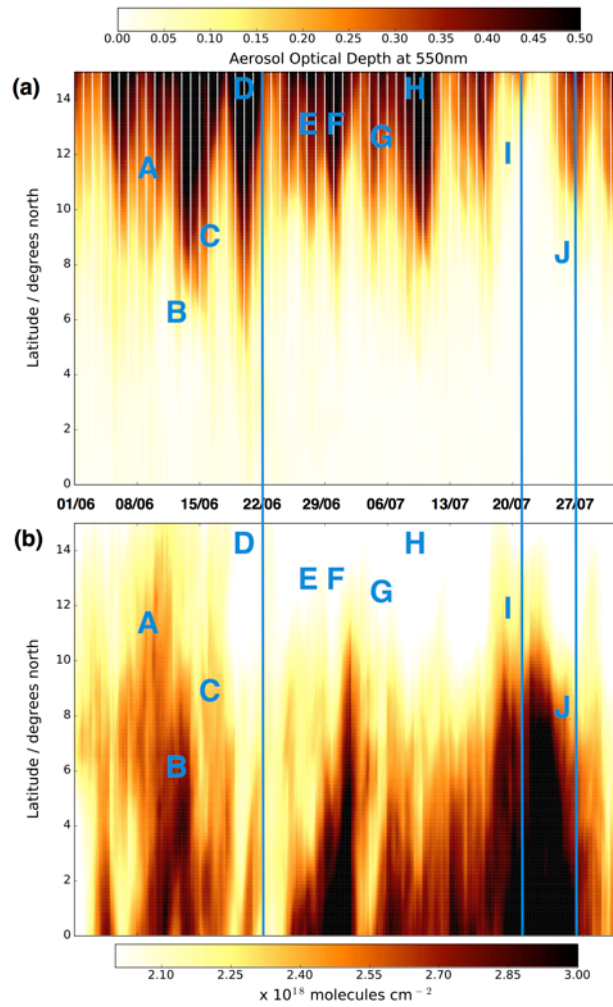 0.00 0.05 0.10 0.15 0.20 0.25 0.30 0.35 0.40 0.45 0.50
Aerosol Optical Depth at 550nm
(a)
Latitude / degrees north
14
12
10
8
6
4
2
0
D
H
E F
G
A
I
C
J
B
01/06 08/06 15/06 22/06 29/06 06/07 13/07 20/07 27/07
(b)
Latitude / degrees north
14
12
10
8
6
4
2
0
D
H
E F
G
A
I
C
J
B
2.10 2.25 2.40 2.55 2.70 2.85 3.00
x 10¹⁸ molecules cm⁻²